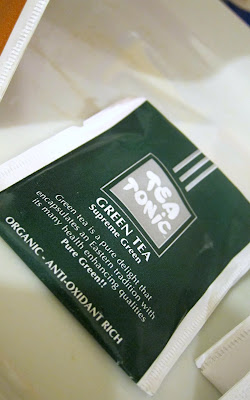 TEA
TONIC
GREEN TEA
Supreme Green
Green tea is a pure delight that
encapsulates an Eastern tradition with
its many health enhancing qualities
Pure Green!!
ORGANIC - ANTI-OXIDANT RICH